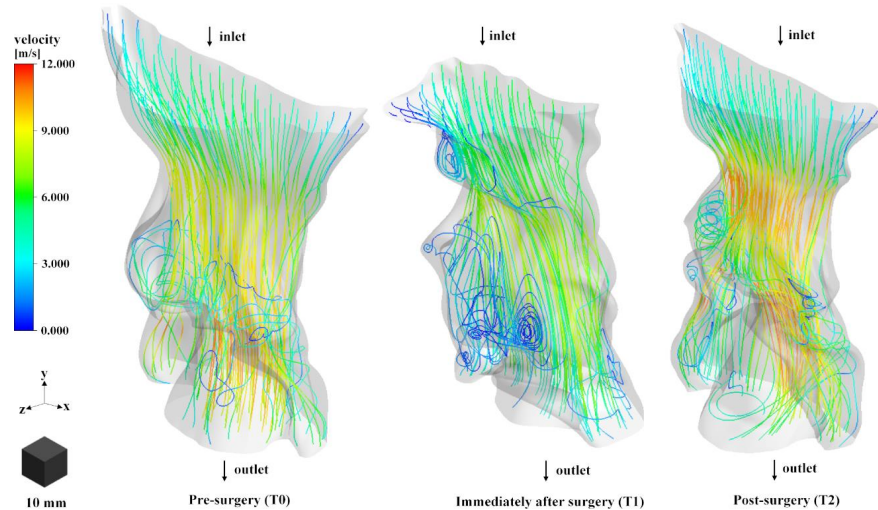 inlet
inlet
inlet
velocity
[m/s]
12.000
9.000
6.000
3.000
0.000
y
z
x
outlet
outlet
outlet
10 mm
Pre-surgery (T0)
Immediately after surgery (T1)
Post-surgery (T2)